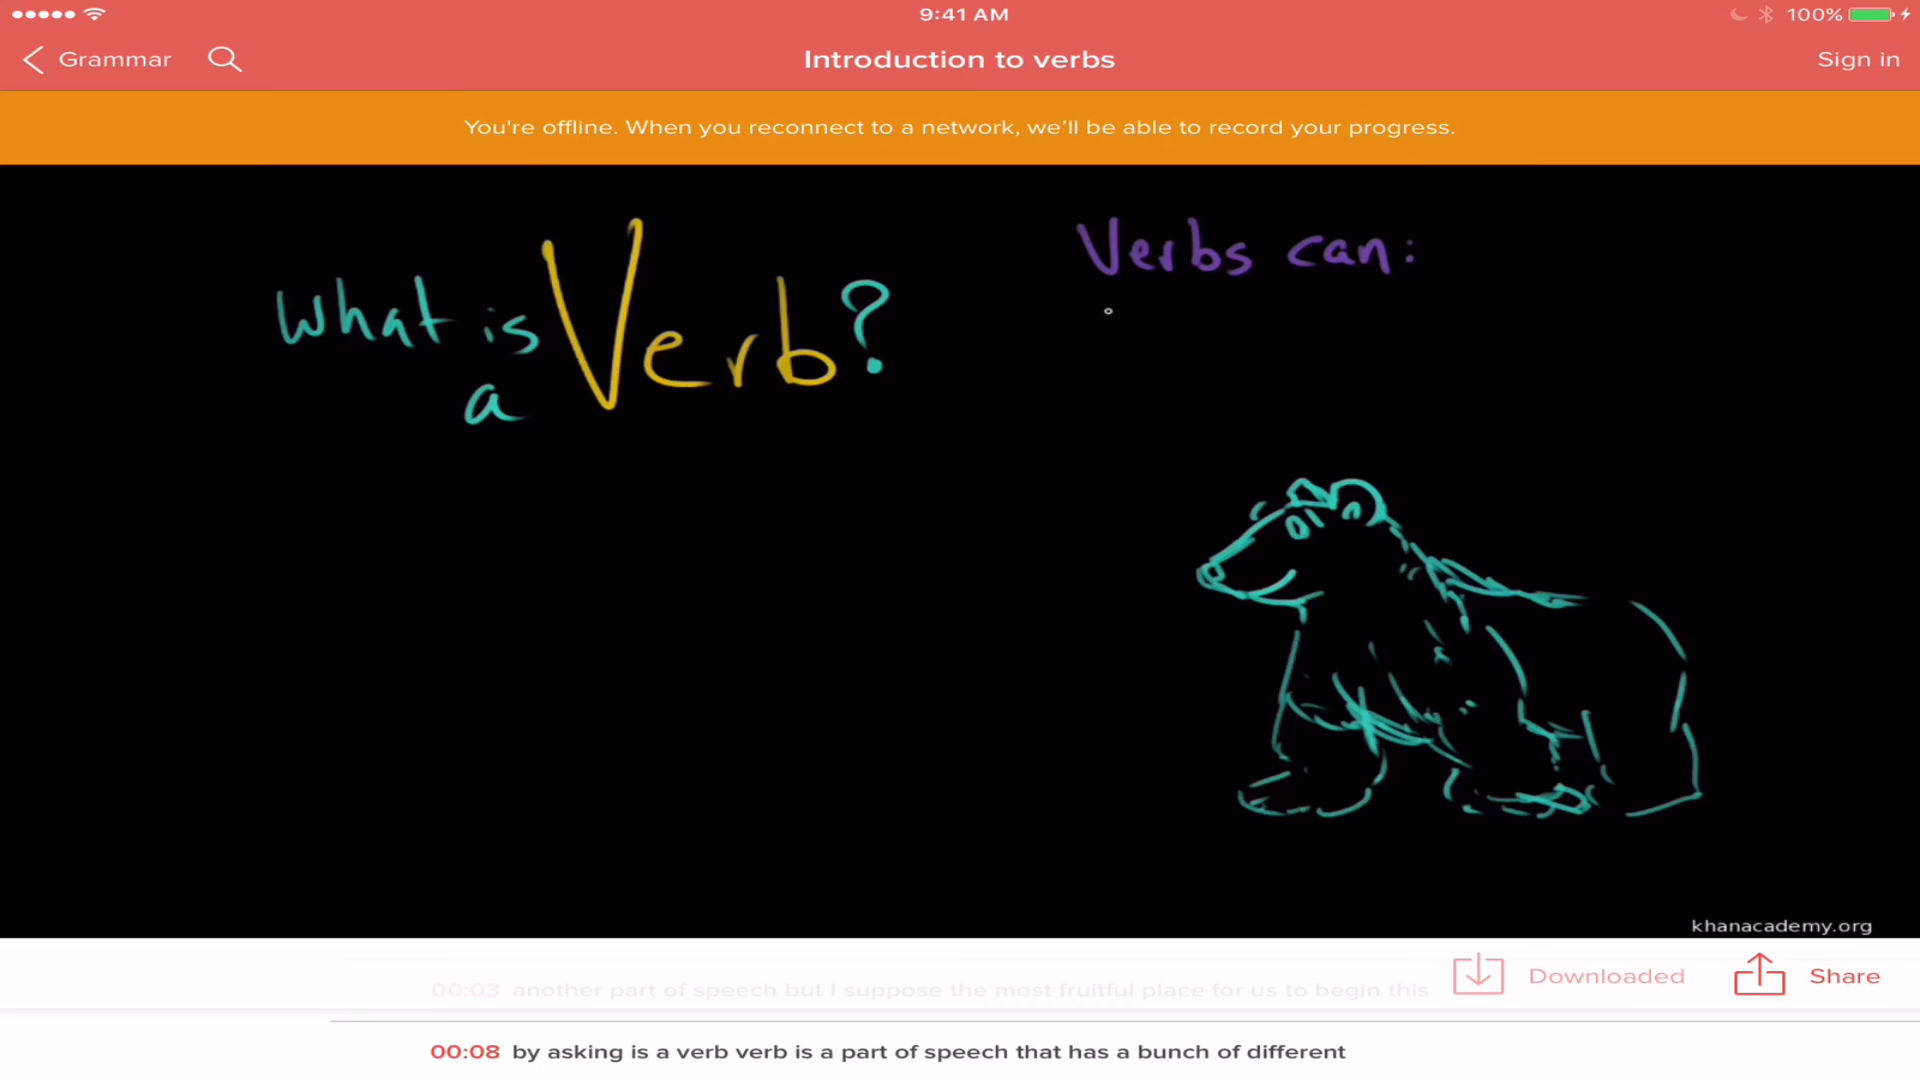 9:41 AM
100%
Grammar
Introduction to verbs
Sign in
You're offline. When you reconnect to a network, we'll be able to record your progress.
What is a Verb?
Verbs can:
khanacademy.org
00:03 another part of speech but I suppose the most fruitful place for us to begin this
Downloaded
Share
00:08 by asking is a verb verb is a part of speech that has a bunch of different